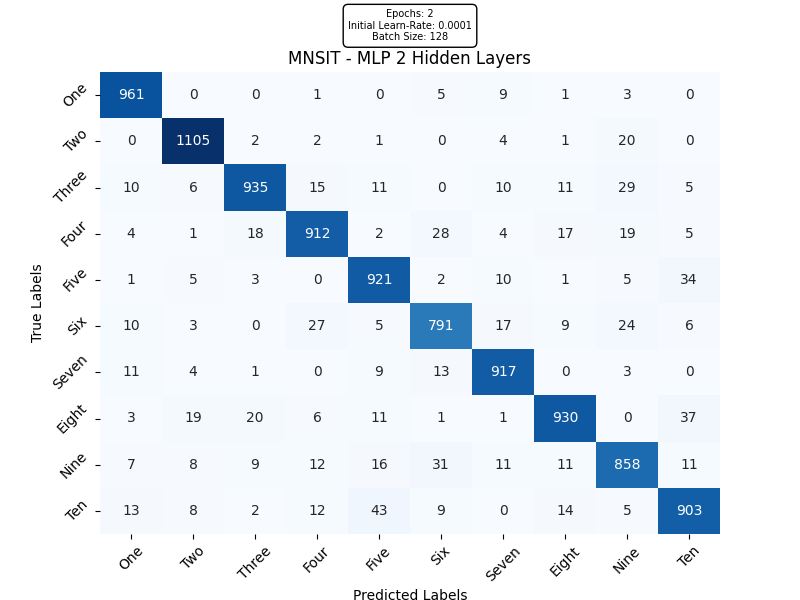 Epochs: 2
Initial Learn-Rate: 0.0001
Batch Size: 128
MNSIT - MLP 2 Hidden Layers
True Labels
One 961 0 0 1 0 5 9 1 3 0
Two 0 1105 2 2 1 0 4 1 20 0
Three 10 6 935 15 11 0 10 11 29 5
Four 4 1 18 912 2 28 4 17 19 5
Five 1 5 3 0 921 2 10 1 5 34
Six 10 3 0 27 5 791 17 9 24 6
Seven 11 4 1 0 9 13 917 0 3 0
Eight 3 19 20 6 11 1 1 930 0 37
Nine 7 8 9 12 16 31 11 11 858 11
Ten 13 8 2 12 43 9 0 14 5 903
One Two Three Four Five Six Seven Eight Nine Ten
Predicted Labels